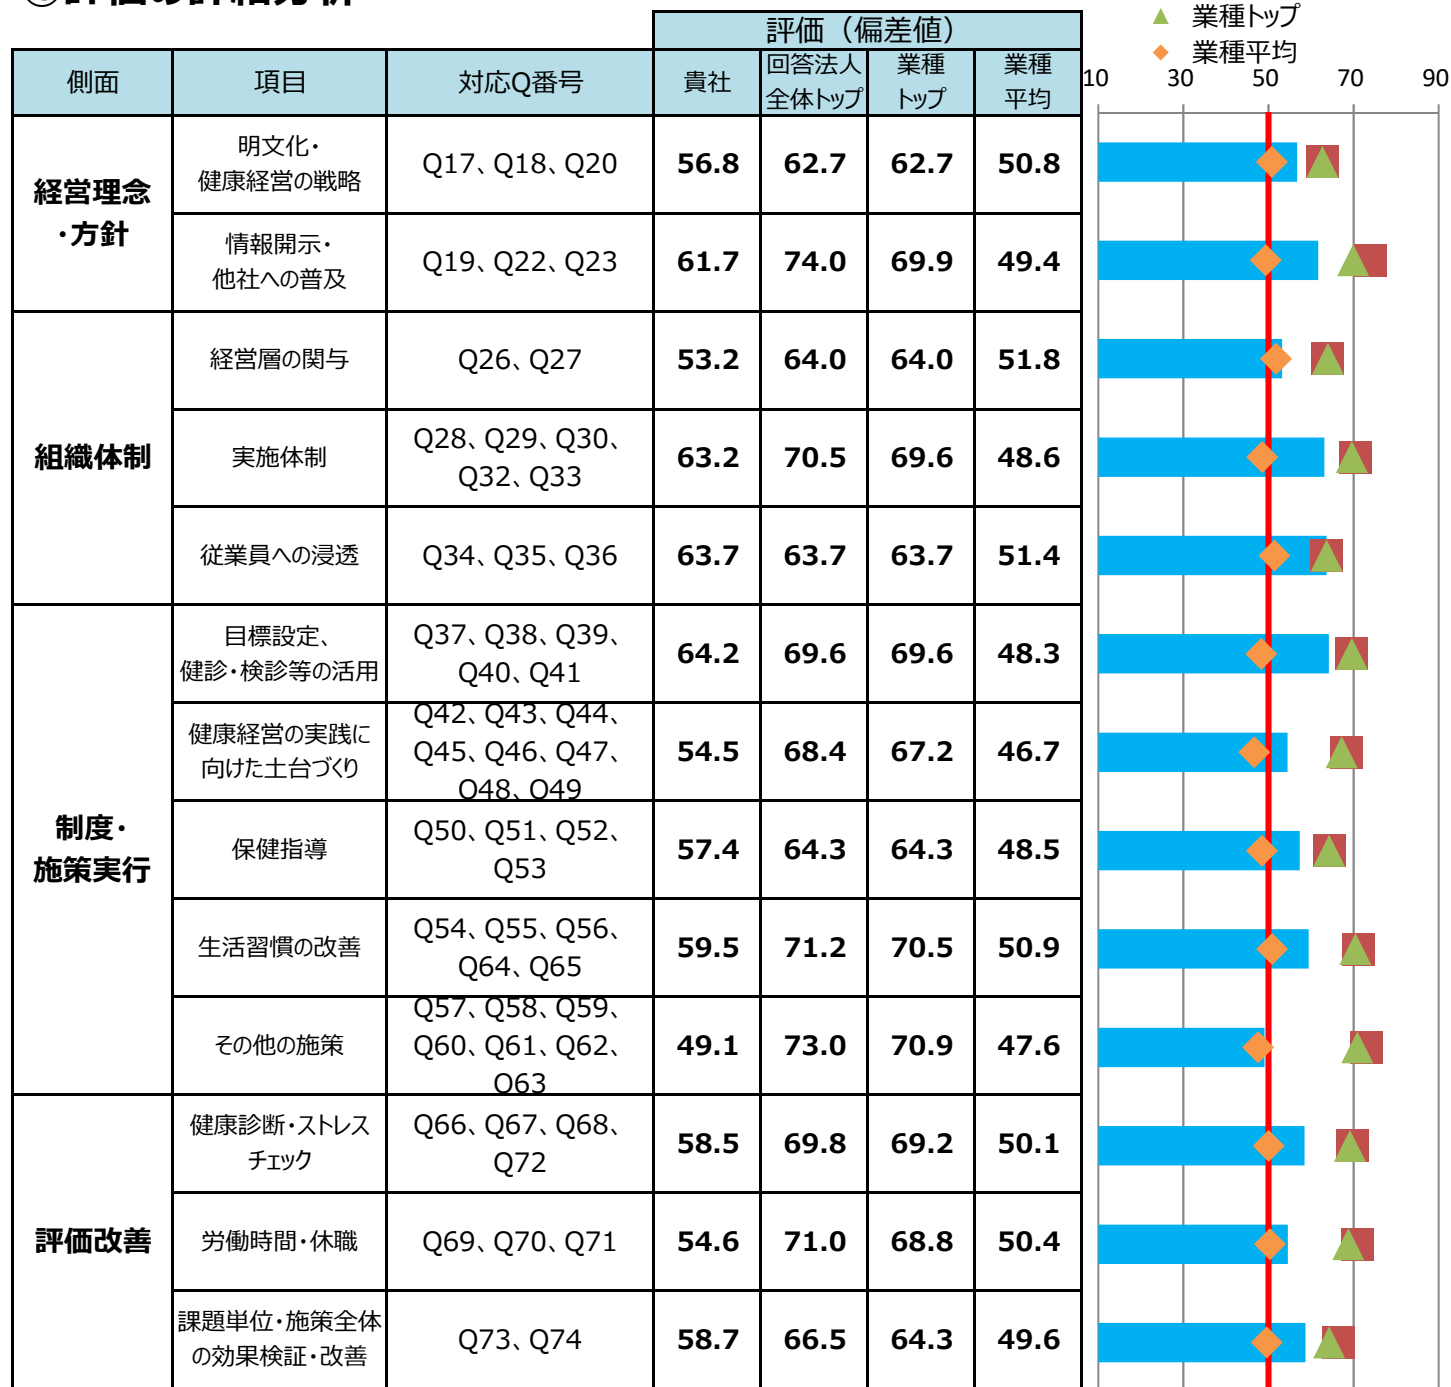 ①評価の詳細分析
評価（偏差値）
▲ 業種トップ
◆ 業種平均
側面 項目 対応Q番号 貴社 回答法人全体トップ 業種トップ 業種平均
10 30 50 70 90
経営理念・方針
明文化・健康経営の戦略 Q17、Q18、Q20 56.8 62.7 62.7 50.8
情報開示・他社への普及 Q19、Q22、Q23 61.7 74.0 69.9 49.4
組織体制
経営層の関与 Q26、Q27 53.2 64.0 64.0 51.8
実施体制 Q28、Q29、Q30、Q32、Q33 63.2 70.5 69.6 48.6
従業員への浸透 Q34、Q35、Q36 63.7 63.7 63.7 51.4
制度・施策実行
目標設定、健診・検診等の活用 Q37、Q38、Q39、Q40、Q41 64.2 69.6 69.6 48.3
健康経営の実践に向けた土台づくり Q42、Q43、Q44、Q45、Q46、Q47、Q48、Q49 54.5 68.4 67.2 46.7
保健指導 Q50、Q51、Q52、Q53 57.4 64.3 64.3 48.5
生活習慣の改善 Q54、Q55、Q56、Q64、Q65 59.5 71.2 70.5 50.9
その他の施策 Q57、Q58、Q59、Q60、Q61、Q62、Q63 49.1 73.0 70.9 47.6
評価改善
健康診断・ストレスチェック Q66、Q67、Q68、Q72 58.5 69.8 69.2 50.1
労働時間・休職 Q69、Q70、Q71 54.6 71.0 68.8 50.4
課題単位・施策全体の効果検証・改善 Q73、Q74 58.7 66.5 64.3 49.6